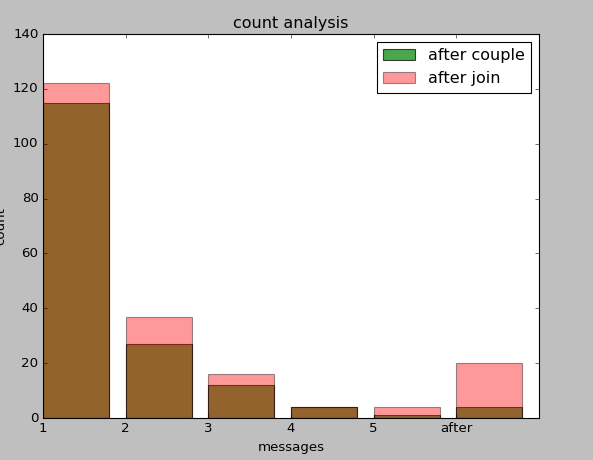 count analysis
140
120
100
80
60
40
20
0
count
after couple
after join
1 2 3 4 5 after
messages